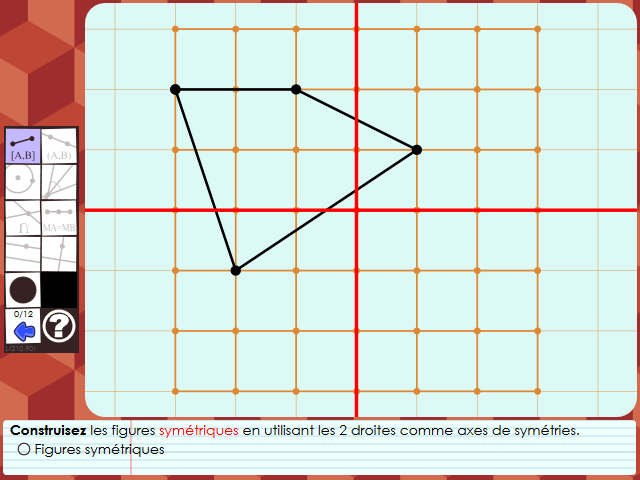 [A,B]
(A,B)
MA=MB
0/12
?
Construisez les figures symétriques en utilisant les 2 droites comme axes de symétries.
Figures symétriques